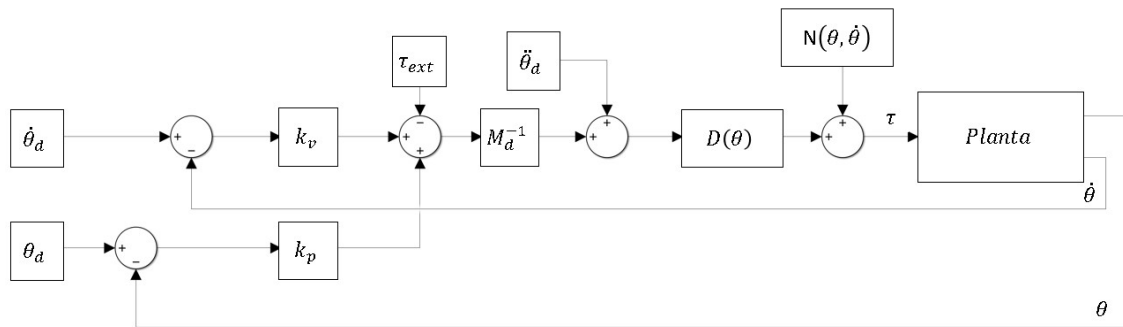 N(θ, θ̇)
τ_ext
θ̈_d
θ̇_d
+
−
k_v
+
−
+
M_d^{-1}
+
+
D(θ)
+
+
τ
Planta
θ̇
θ_d
+
−
k_p
θ